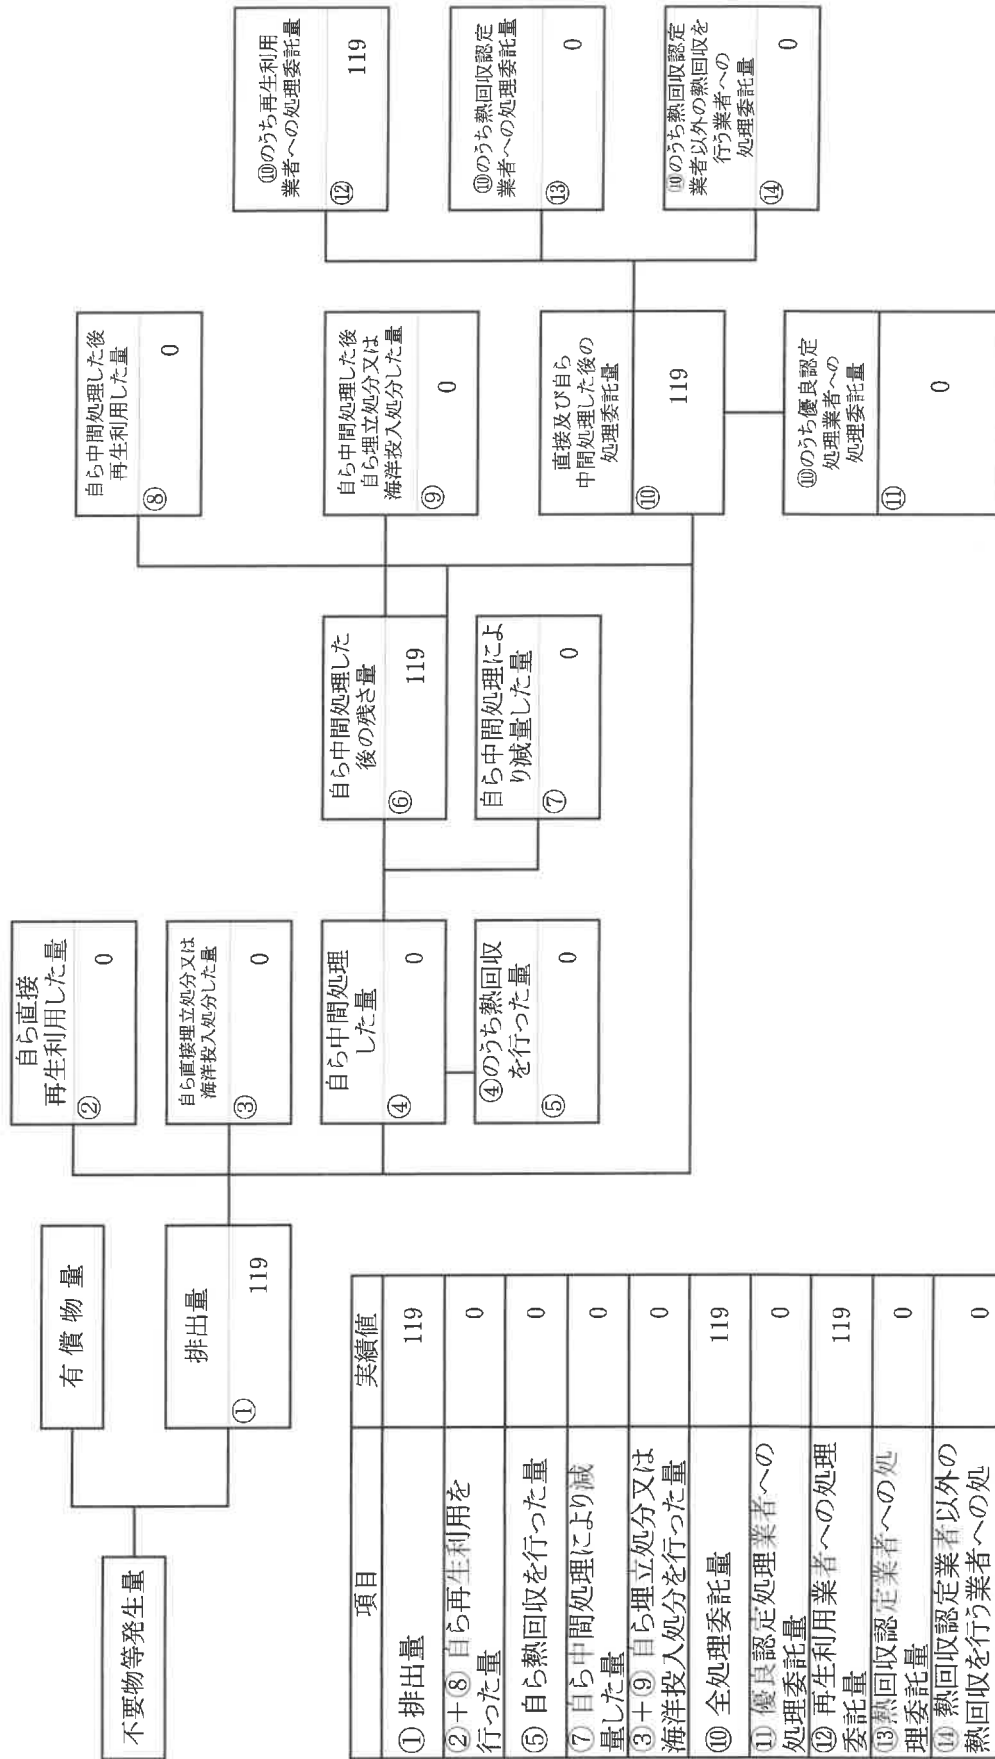 不要物等発生量
有償物量
排出量
①
119
自ら直接
再生利用した量
②
0
自ら直接埋立処分又は
海洋投入処分した量
③
0
自ら中間処理
した量
④
0
④のうち熱回収
を行った量
⑤
0
自ら中間処理した
後の残さ量
⑥
119
自ら中間処理によ
り減量した量
⑦
0
自ら中間処理した後
再生利用した量
⑧
0
自ら中間処理した後
自ら埋立処分又は
海洋投入処分した量
⑨
0
直接及び自ら
中間処理した後の
処理委託量
⑩
119
⑩のうち優良認定
処理業者への
処理委託量
⑪
0
⑩のうち再生利用
業者への処理委託量
⑫
119
⑩のうち熱回収認定
業者への処理委託量
⑬
0
⑩のうち熱回収認定
業者以外の熱回収を
行う業者への
処理委託量
⑭
0
項目 実績値
①排出量 119
②+⑧ 自ら再生利用を
行った量 0
⑤ 自ら熱回収を行った量 0
⑦ 自ら中間処理により減
量した量 0
③+⑨ 自ら埋立処分又は
海洋投入処分を行った量 0
⑩ 全処理委託量 119
⑪ 優良認定処理業者への
処理委託量 0
⑫ 再生利用業者への処理
委託量 119
⑬熱回収認定業者への処
理委託量 0
⑭ 熱回収認定業者以外の
熱回収を行う業者への処 0